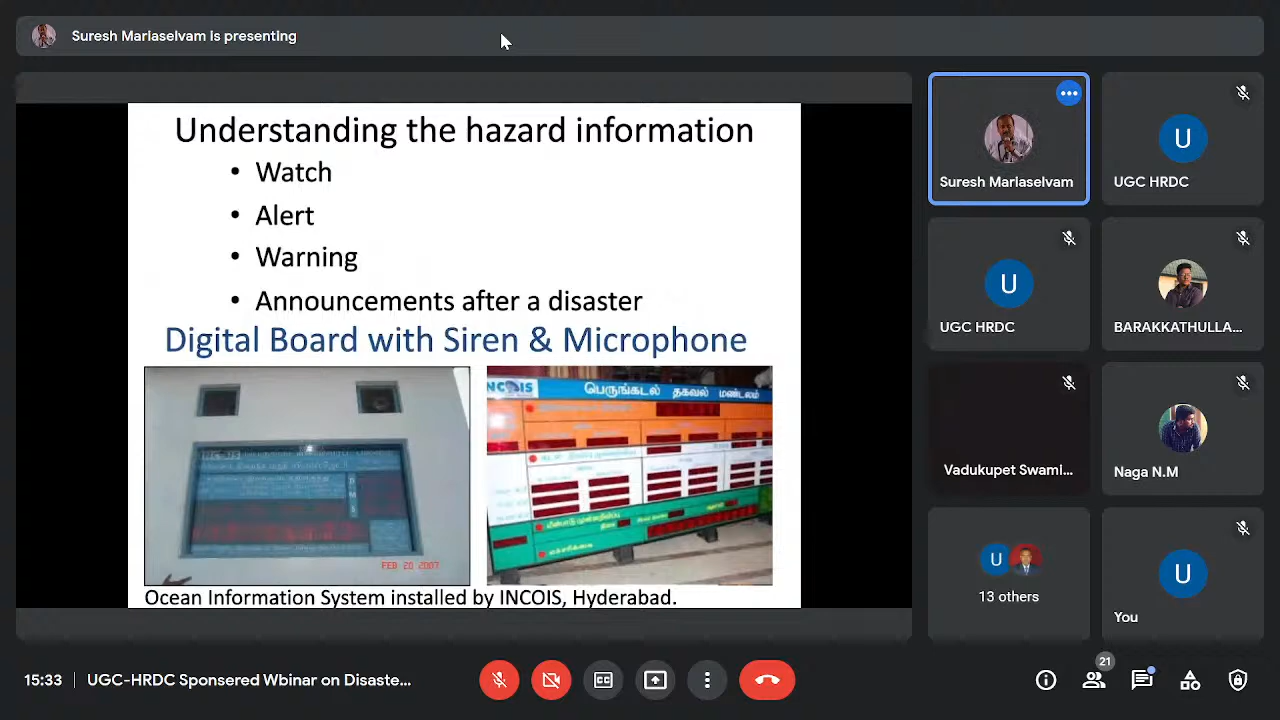 Suresh Mariaselvam is presenting
Understanding the hazard information
• Watch
• Alert
• Warning
• Announcements after a disaster
Digital Board with Siren & Microphone
INCOIS
D
M
S
FEB 20 2007
NCOIS
பெருங்கடல் தகவல் மண்டலம்
Ocean Information System installed by INCOIS, Hyderabad.
Suresh Mariaselvam
U
UGC HRDC
U
UGC HRDC
BARAKKATHULLA...
Vadukupet Swami...
Naga N.M
U
13 others
U
You
15:33
UGC-HRDC Sponsered Wbinar on Disaste...
CC
21